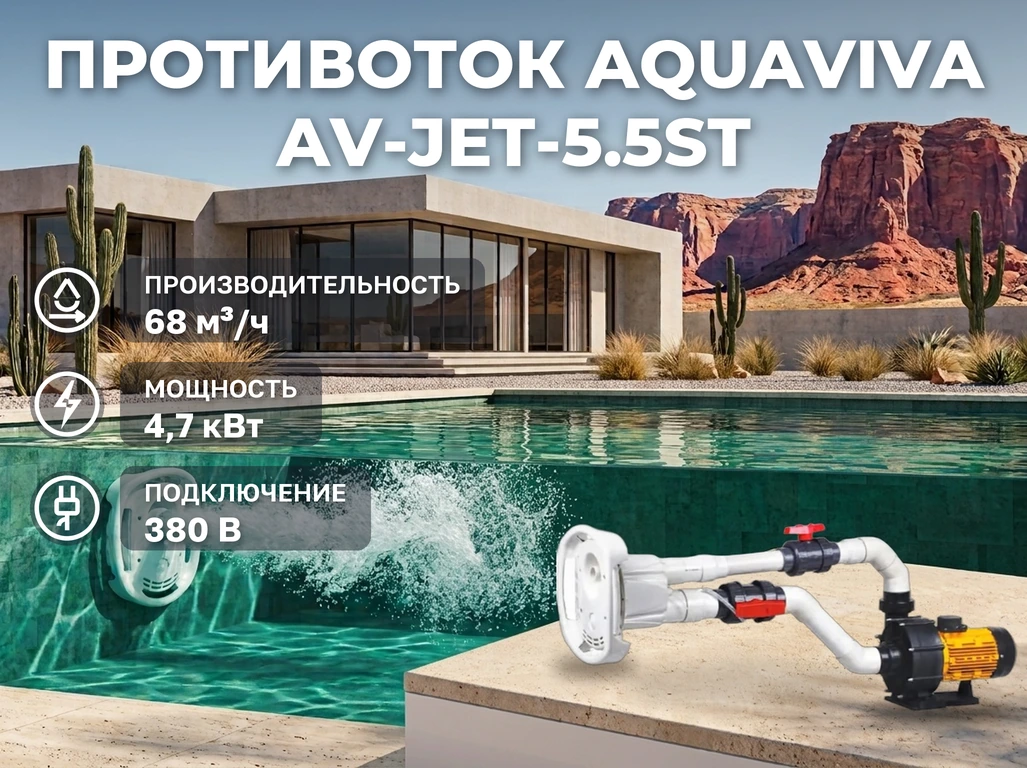 ПРОТИВОТОК AQUAVIVA
AV-JET-5.5ST
ПРОИЗВОДИТЕЛЬНОСТЬ
68 м³/ч
МОЩНОСТЬ
4,7 кВт
ПОДКЛЮЧЕНИЕ
380 В